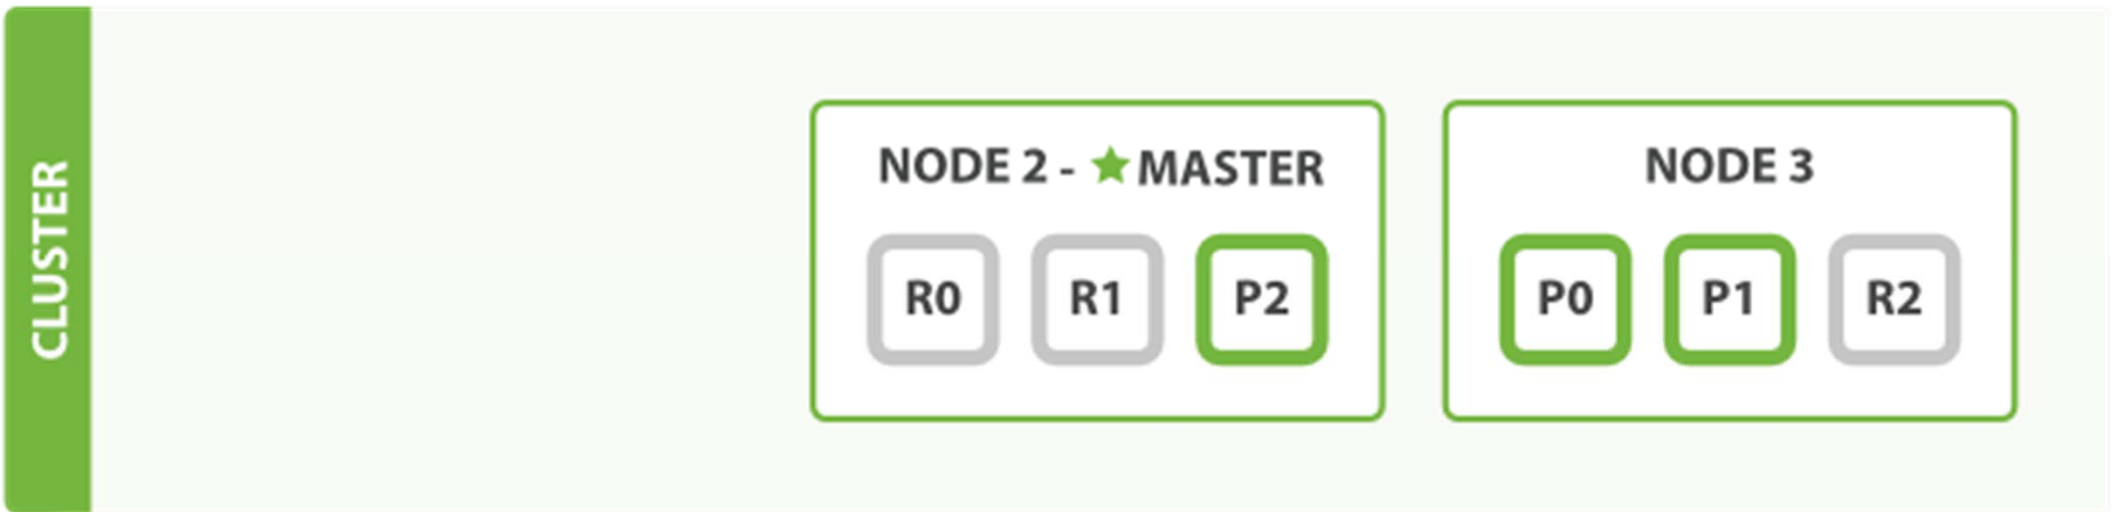 CLUSTER
NODE 2 - ★MASTER
R0 R1 P2
NODE 3
P0 P1 R2